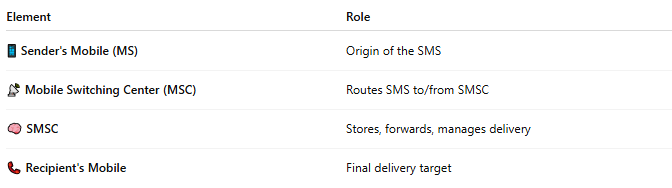 Element Role
📱 Sender's Mobile (MS) Origin of the SMS
📡 Mobile Switching Center (MSC) Routes SMS to/from SMSC
🧠 SMSC Stores, forwards, manages delivery
📞 Recipient's Mobile Final delivery target